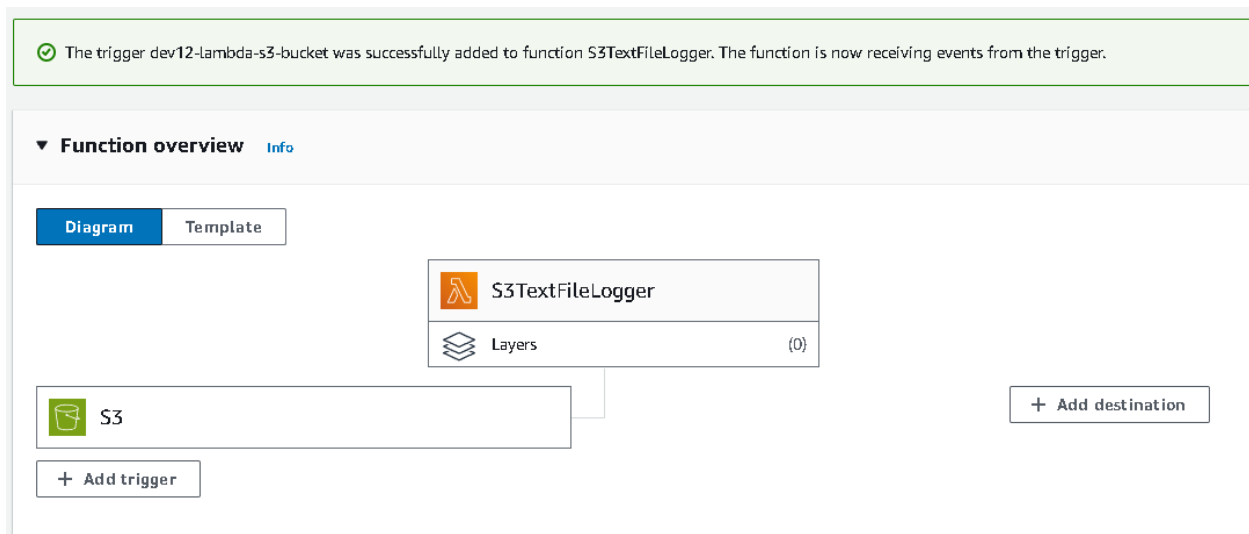 The trigger dev12-lambda-s3-bucket was successfully added to function S3TextFileLogger. The function is now receiving events from the trigger.
Function overview Info
Diagram Template
S3TextFileLogger
Layers (0)
S3
+ Add destination
+ Add trigger